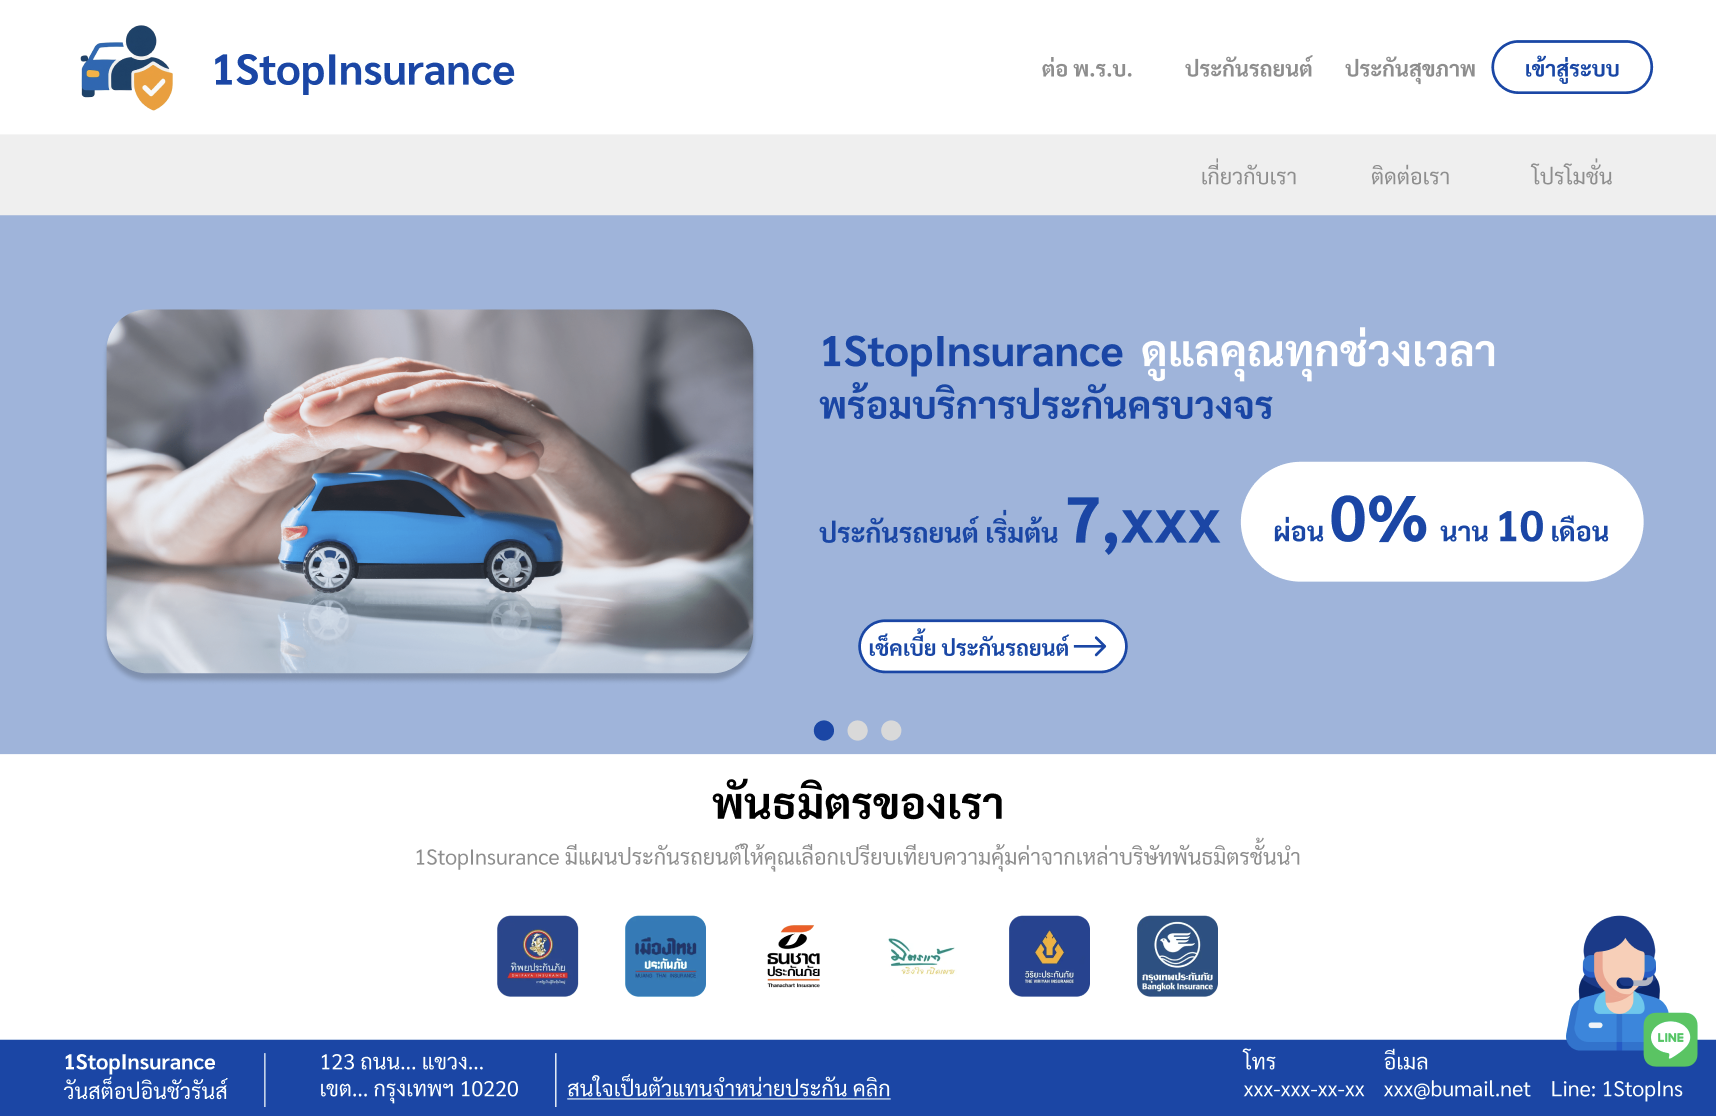 1StopInsurance
ต่อ พ.ร.บ. ประกันรถยนต์ ประกันสุขภาพ เข้าสู่ระบบ
เกี่ยวกับเรา ติดต่อเรา โปรโมชั่น
1StopInsurance ดูแลคุณทุกช่วงเวลา
พร้อมบริการประกันครบวงจร
ประกันรถยนต์ เริ่มต้น 7,xxx ผ่อน 0% นาน 10 เดือน
เช็คเบี้ย ประกันรถยนต์
พันธมิตรของเรา
1StopInsurance มีแผนประกันรถยนต์ให้คุณเลือกเปรียบเทียบความคุ้มค่าจากเหล่าบริษัทพันธมิตรชั้นนำ
ทิพยประกันภัย
DHIPAYA INSURANCE
เมืองไทย
ประกันภัย
MUANG THAI INSURANCE
ธนชาต
ประกันภัย
Thanachart Insurance
มิตรแท้
วิริยะประกันภัย
THE VIRIYAH INSURANCE
กรุงเทพประกันภัย
Bangkok Insurance
LINE
1StopInsurance
วันสต็อปอินชัวรันส์
123 ถนน... แขวง...
เขต... กรุงเทพฯ 10220
สนใจเป็นตัวแทนจำหน่ายประกัน คลิก
โทร
xxx-xxx-xx-xx
อีเมล
xxx@bumail.net
Line: 1StopIns